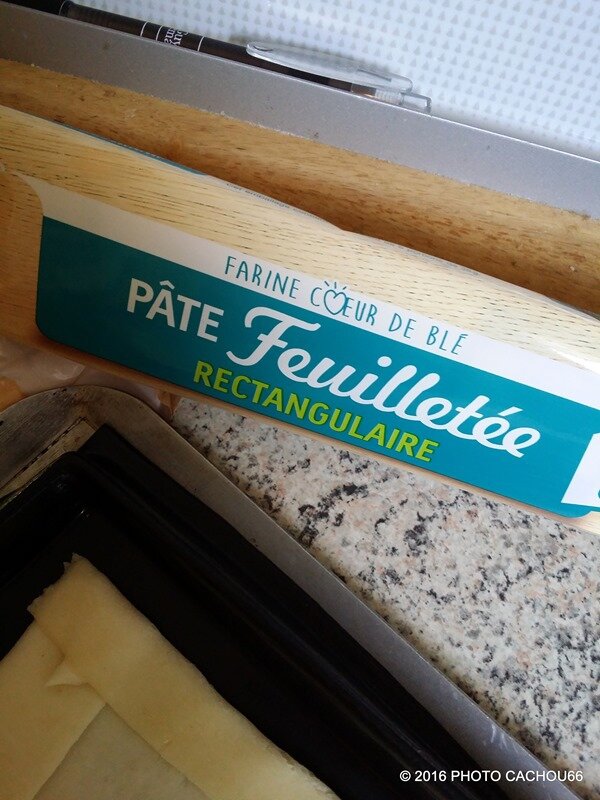 FARINE CŒUR DE BLÉ
PÂTE Feuilletée
RECTANGULAIRE
© 2016 PHOTO CACHOU66